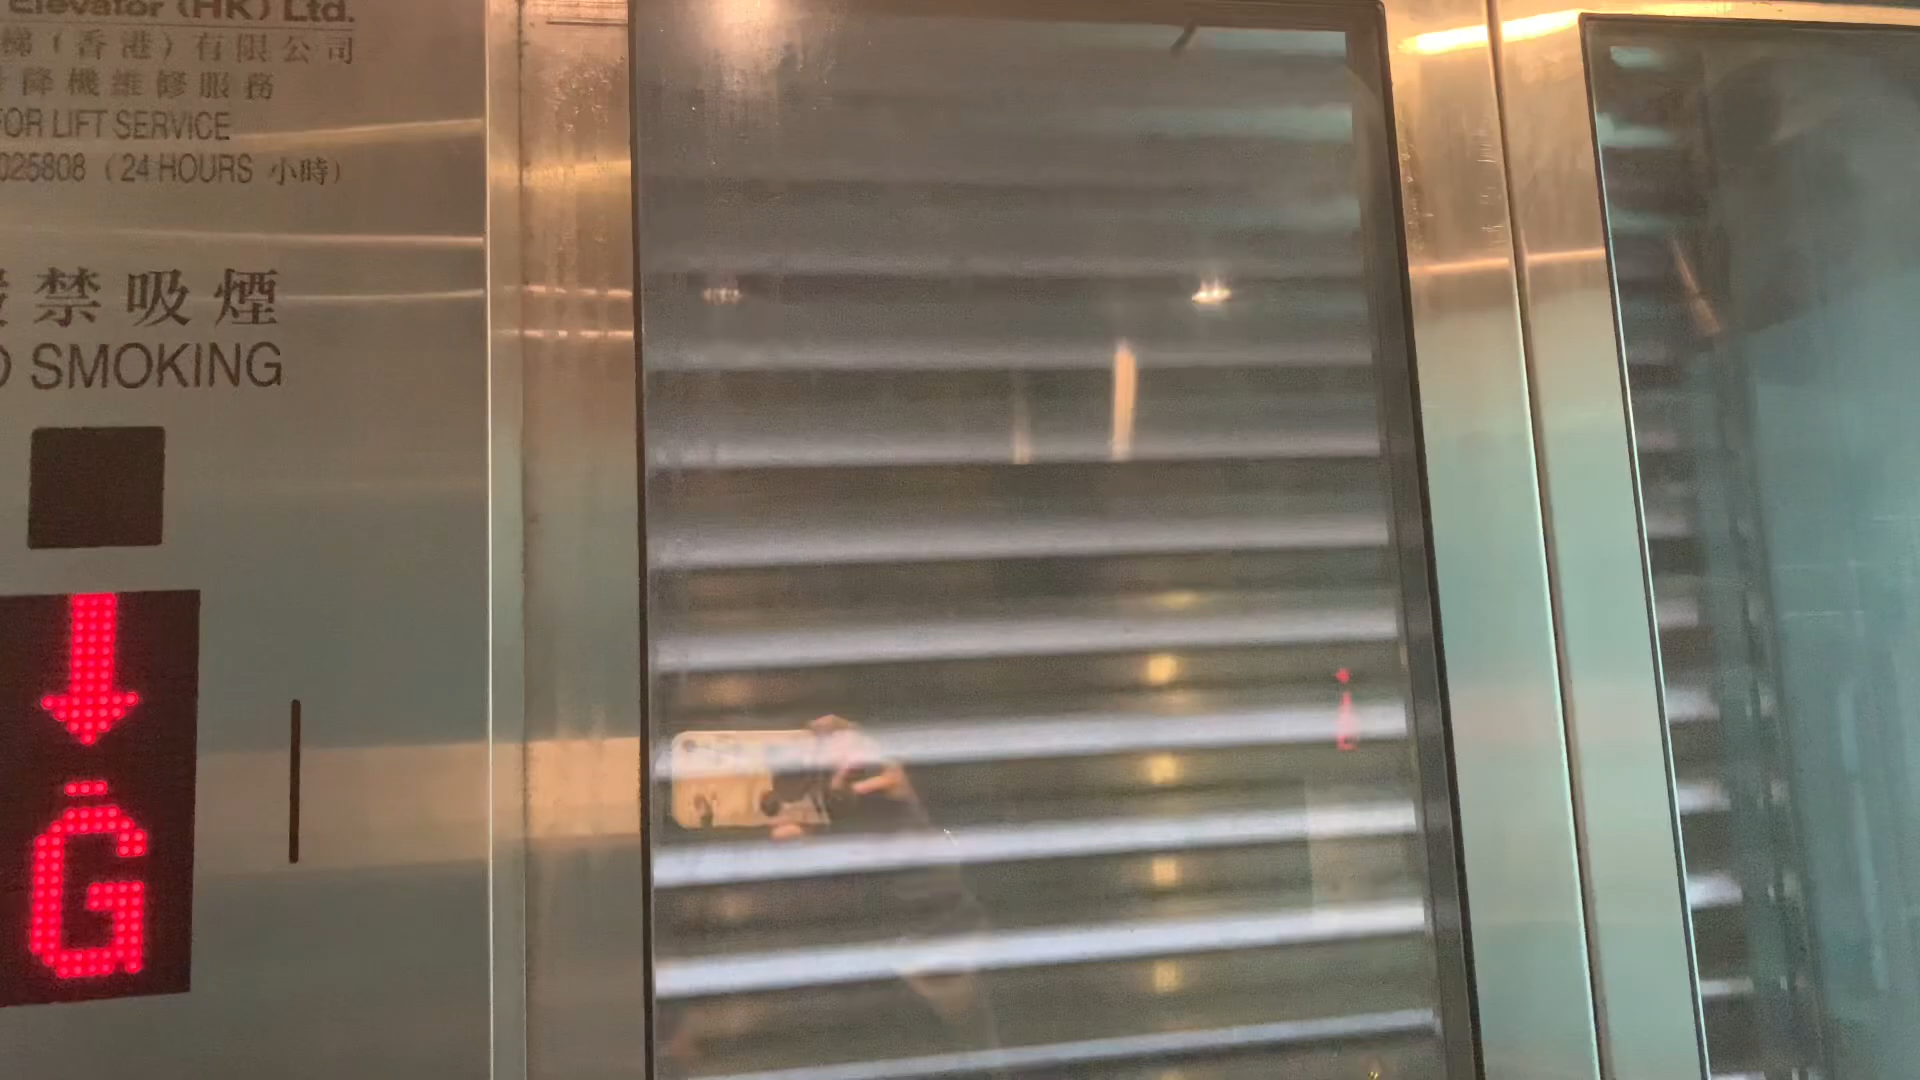 Elevator (HK) Ltd.
梯（香港）有限公司
降機維修服務
FOR LIFT SERVICE
025808（24 HOURS 小時）
禁吸煙
SMOKING
G